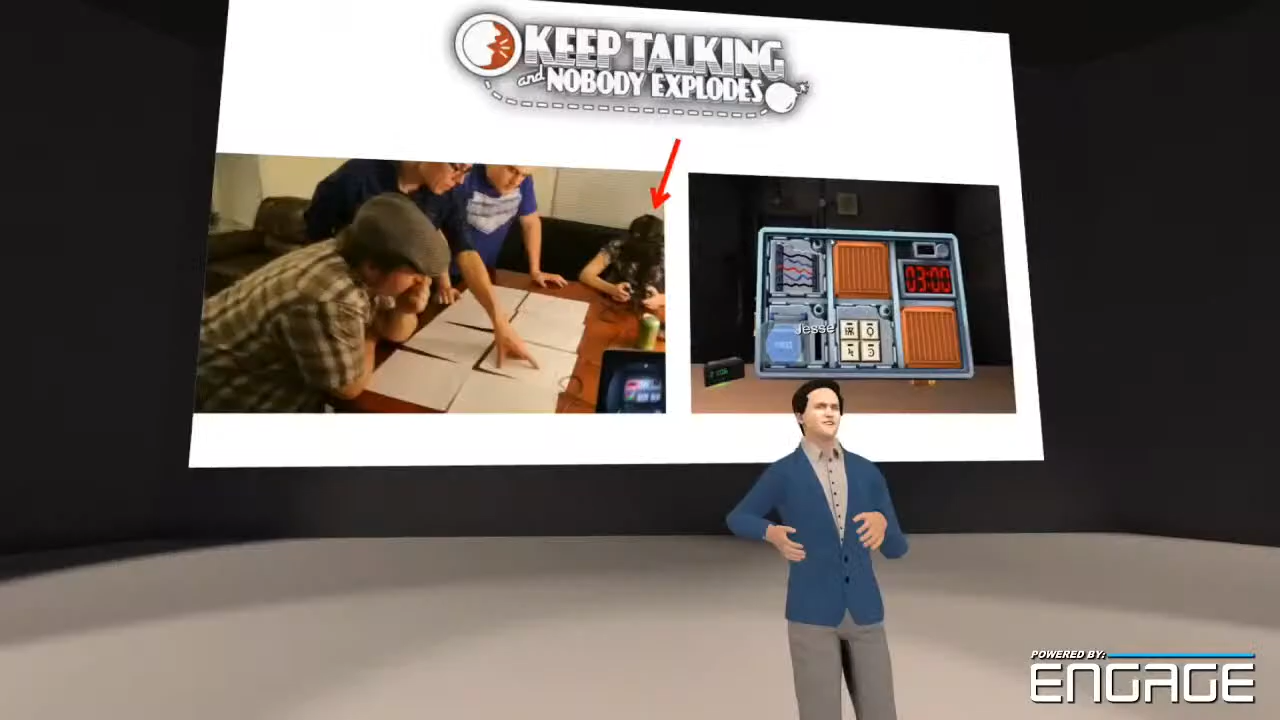 KEEP TALKING
and NOBODY EXPLODES
03:00
Jesse
POWERED BY:
ENGAGE